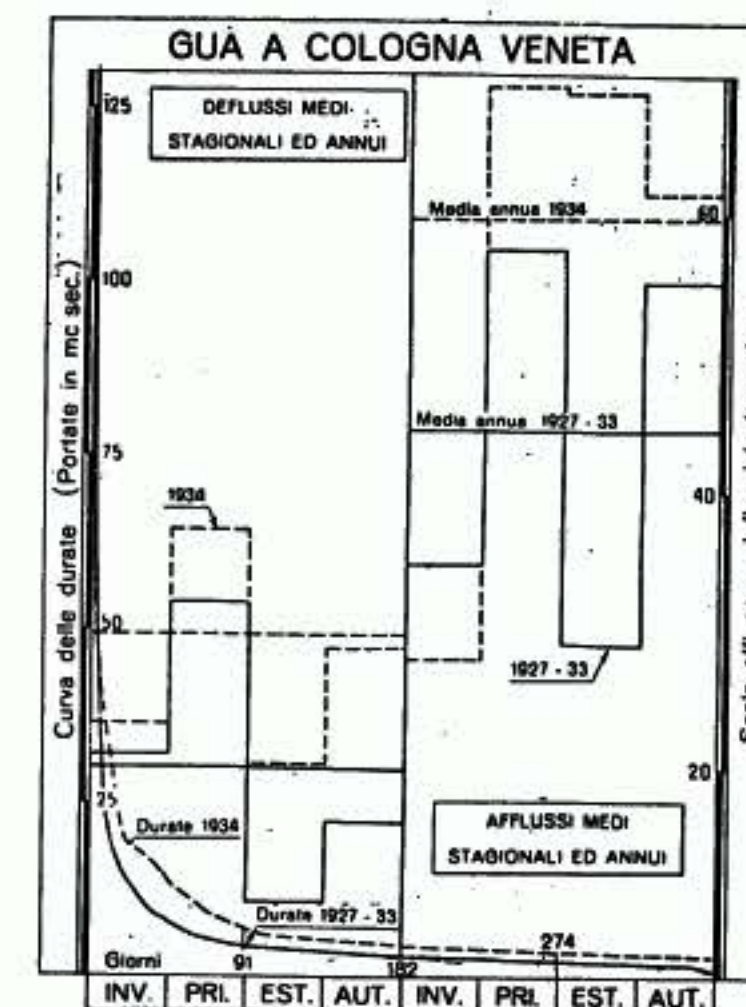 GUÀ A COLOGNA VENETA
Curva delle durate (Portate in mc sec.)
125
DEFLUSSI MEDI
STAGIONALI ED ANNUI
100
75
1934
50
25
Durate 1934
Durate 1927 - 33
Giorni
91
182
274
Media annua 1934
60
Media annua 1927 - 33
40
1927 - 33
20
AFFLUSSI MEDI
STAGIONALI ED ANNUI
INV. PRI. EST. AUT. INV. PRI. EST. AUT.